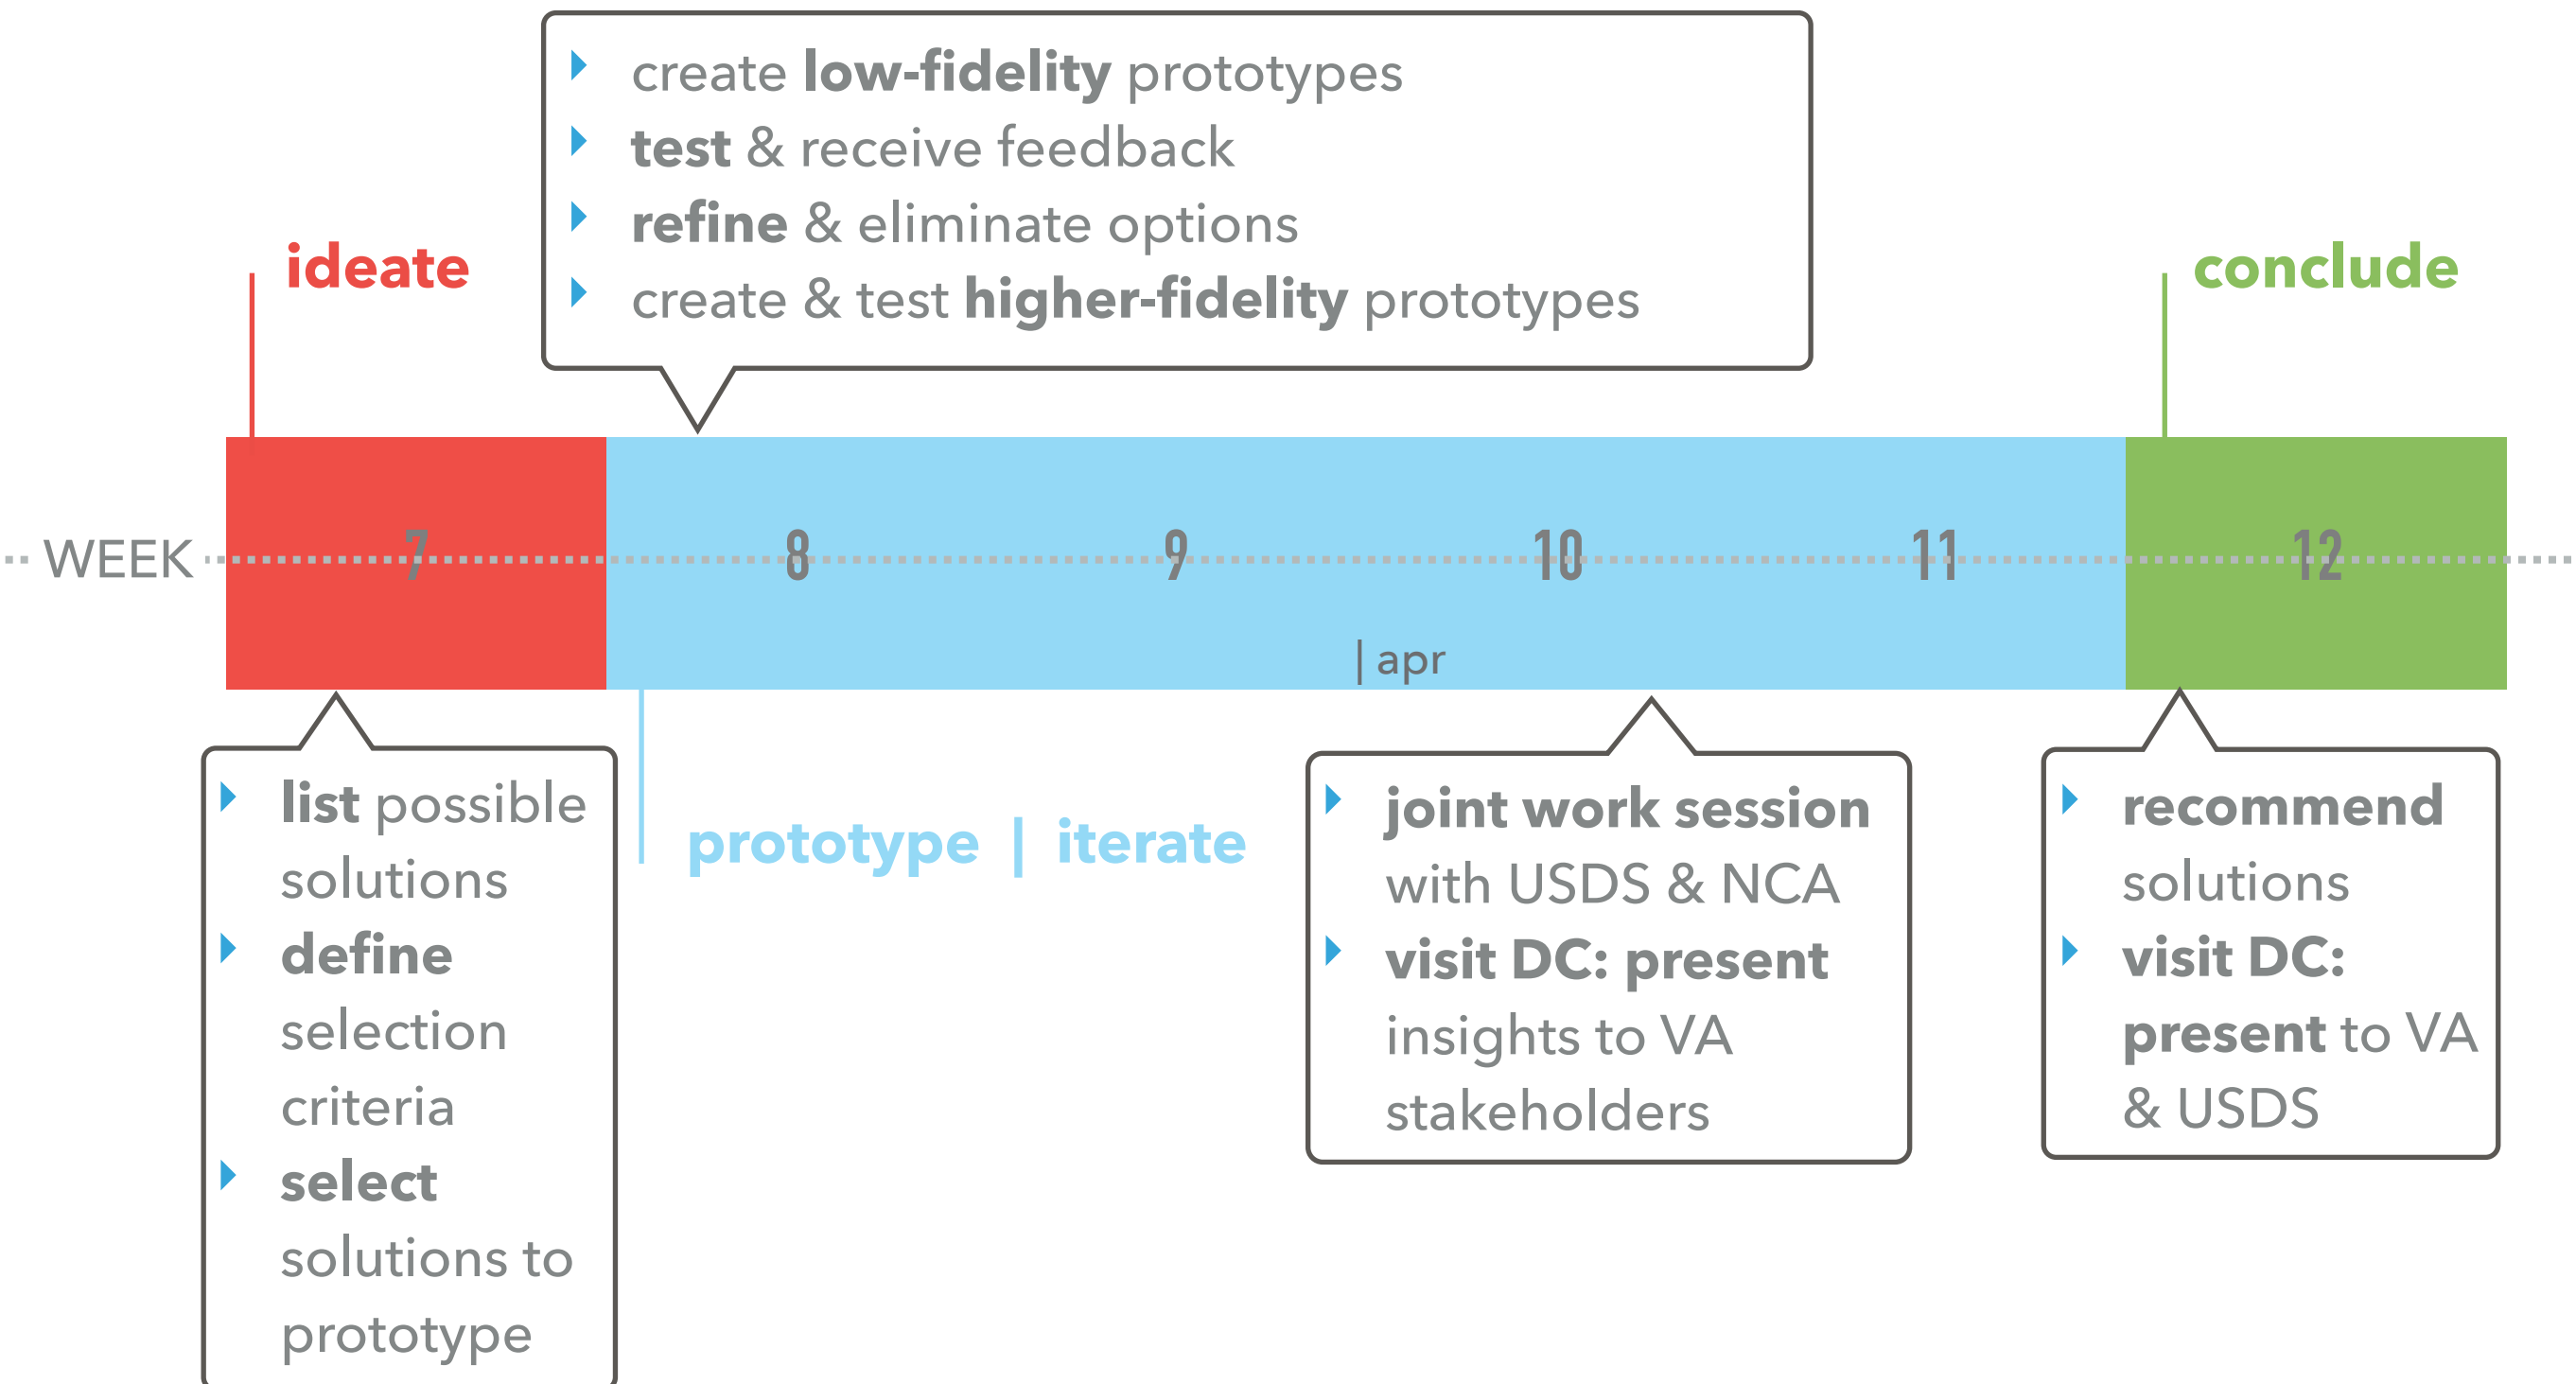 create low-fidelity prototypes
test & receive feedback
refine & eliminate options
create & test higher-fidelity prototypes
ideate
conclude
WEEK 7 8 9 10 11 12
| apr
list possible
solutions
define
selection
criteria
select
solutions to
prototype
prototype | iterate
joint work session
with USDS & NCA
visit DC: present
insights to VA
stakeholders
recommend
solutions
visit DC:
present to VA
& USDS